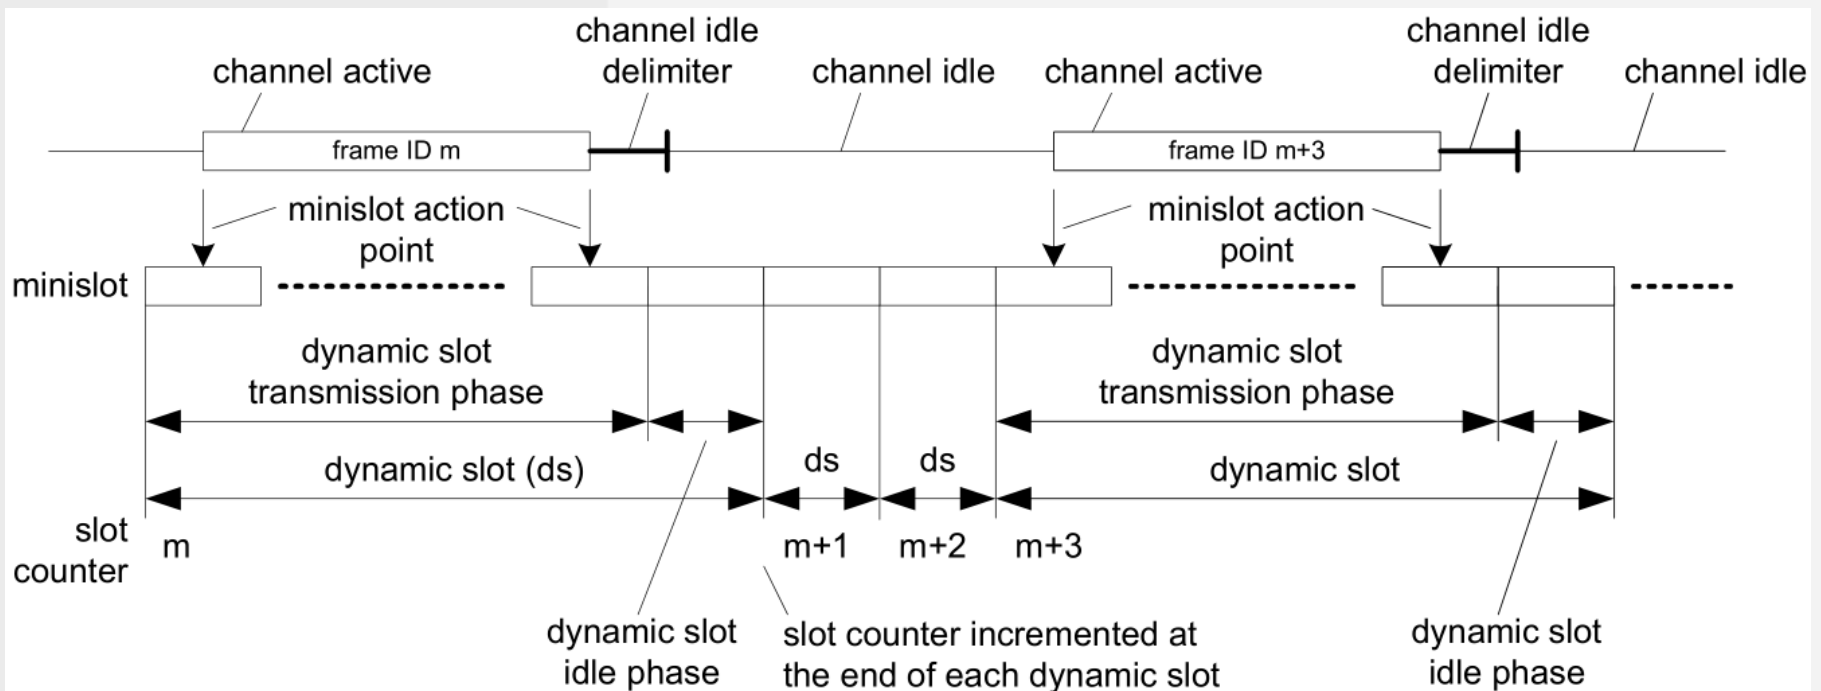 channel idle
delimiter
channel active
channel idle
channel active
channel idle
delimiter
channel idle
frame ID m
frame ID m+3
minislot action
point
minislot action
point
minislot
dynamic slot
transmission phase
dynamic slot
transmission phase
dynamic slot (ds)
ds
ds
dynamic slot
slot
counter
m
m+1
m+2
m+3
dynamic slot
idle phase
slot counter incremented at
the end of each dynamic slot
dynamic slot
idle phase